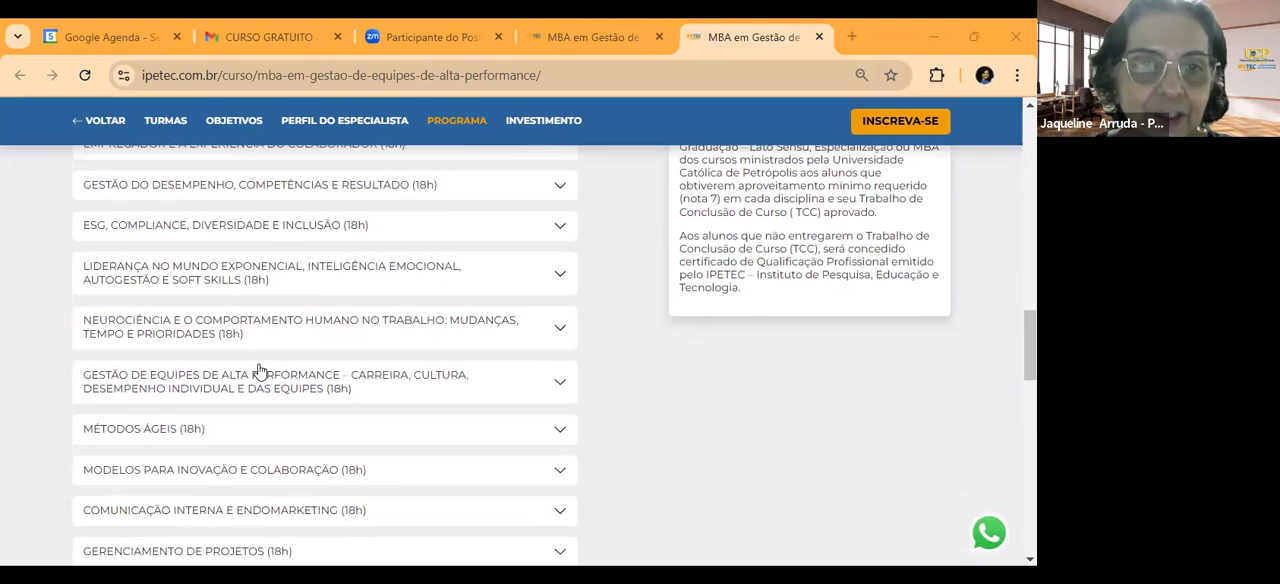 Google Agenda - Se
CURSO GRATUITO -
Participante do Post
MBA em Gestão de
MBA em Gestão de
ipetec.com.br/curso/mba-em-gestao-de-equipes-de-alta-performance/
← VOLTAR TURMAS OBJETIVOS PERFIL DO ESPECIALISTA PROGRAMA INVESTIMENTO INSCREVA-SE
EMPREGADOR E A EXPERIÊNCIA DO COLABORADOR (18h)
GESTÃO DO DESEMPENHO, COMPETÊNCIAS E RESULTADO (18h)
ESG, COMPLIANCE, DIVERSIDADE E INCLUSÃO (18h)
LIDERANÇA NO MUNDO EXPONENCIAL, INTELIGÊNCIA EMOCIONAL,
AUTOGESTÃO E SOFT SKILLS (18h)
NEUROCIÊNCIA E O COMPORTAMENTO HUMANO NO TRABALHO: MUDANÇAS,
TEMPO E PRIORIDADES (18h)
GESTÃO DE EQUIPES DE ALTA PERFORMANCE – CARREIRA, CULTURA,
DESEMPENHO INDIVIDUAL E DAS EQUIPES (18h)
MÉTODOS ÁGEIS (18h)
MODELOS PARA INOVAÇÃO E COLABORAÇÃO (18h)
COMUNICAÇÃO INTERNA E ENDOMARKETING (18h)
GERENCIAMENTO DE PROJETOS (18h)
Graduação – Lato Sensu, Especialização ou MBA
dos cursos ministrados pela Universidade
Católica de Petrópolis aos alunos que
obtiverem aproveitamento mínimo requerido
(nota 7) em cada disciplina e seu Trabalho de
Conclusão de Curso ( TCC) aprovado.
Aos alunos que não entregarem o Trabalho de
Conclusão de Curso (TCC), será concedido
certificado de Qualificação Profissional emitido
pelo IPETEC – Instituto de Pesquisa, Educação e
Tecnologia.
UCP
IPETEC
Jaqueline Arruda - P...